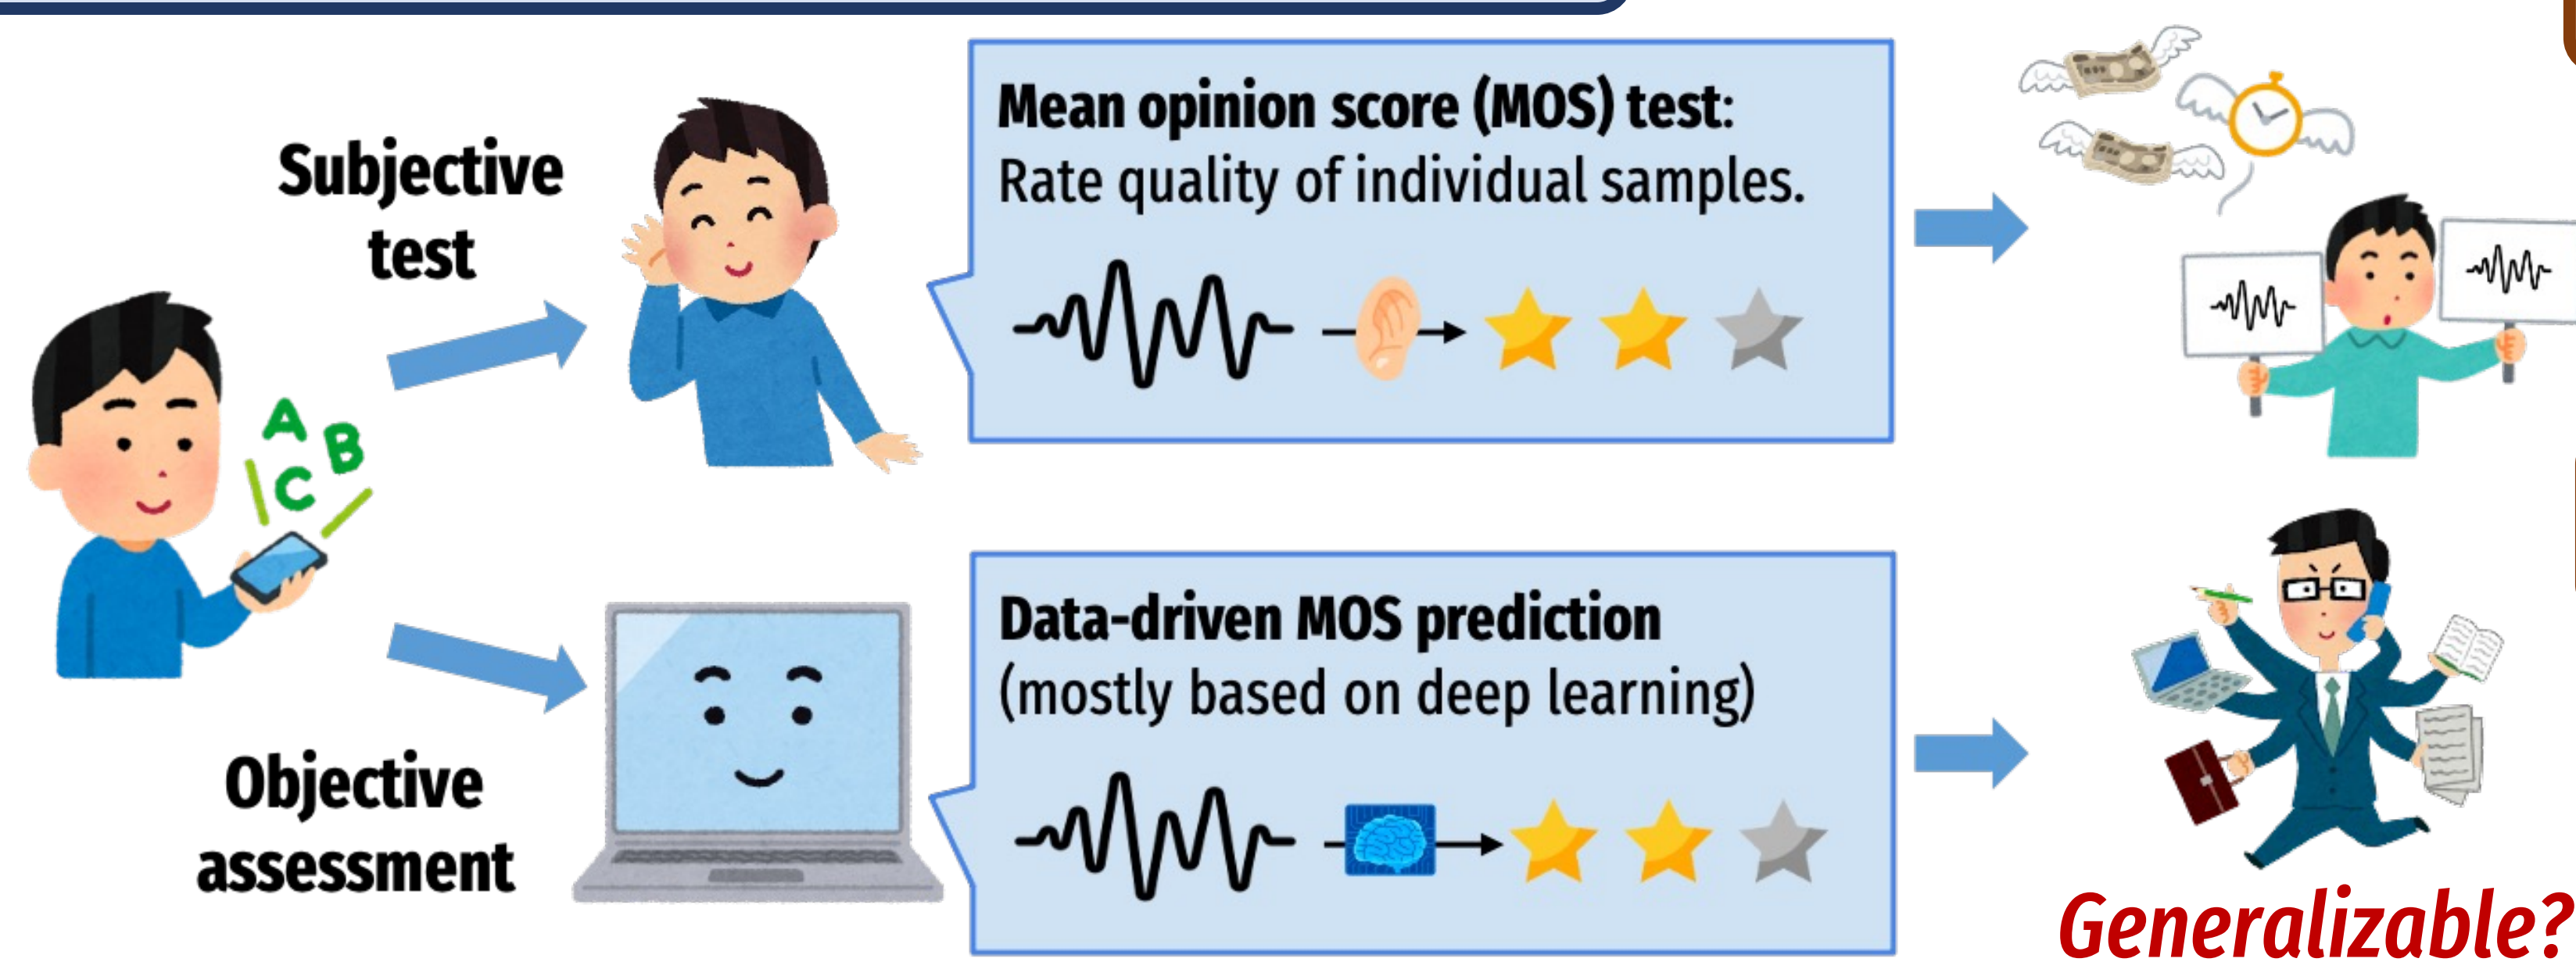 Subjective
test
Mean opinion score (MOS) test:
Rate quality of individual samples.
A
B
C
Objective
assessment
Data-driven MOS prediction
(mostly based on deep learning)
Generalizable?